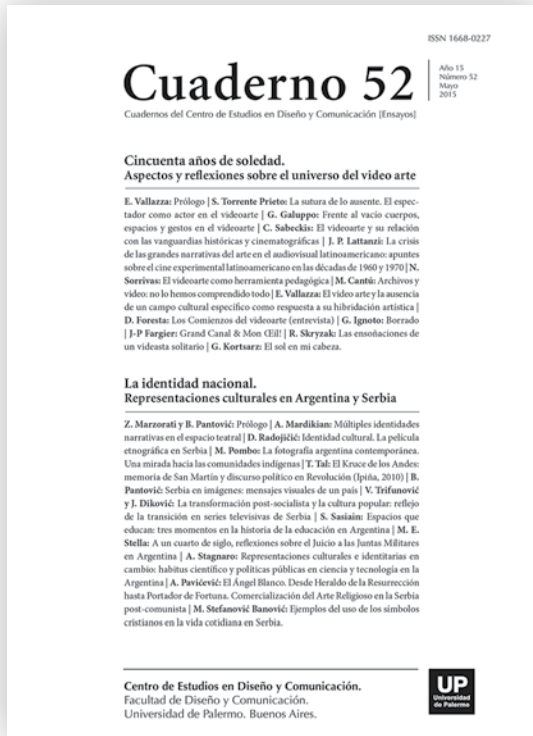 ISSN 1668-0227
Cuaderno 52
Año 15
Número 52
Mayo
2015
Cuadernos del Centro de Estudios en Diseño y Comunicación [Ensayos]
Cincuenta años de soledad.
Aspectos y reflexiones sobre el universo del video arte
E. Vallazza: Prólogo | S. Torrente Prieto: La sutura de lo ausente. El espec-
tador como actor en el videoarte | G. Galuppo: Frente al vacío cuerpos,
espacios y gestos en el videoarte | C. Sabeckis: El videoarte y su relación
con las vanguardias históricas y cinematográficas | J. P. Lattanzi: La crisis
de las grandes narrativas del arte en el audiovisual latinoamericano: apuntes
sobre el cine experimental latinoamericano en las décadas de 1960 y 1970 | N.
Sorrivas: El videoarte como herramienta pedagógica | M. Cantú: Archivos y
video: no lo hemos comprendido todo | E. Vallazza: El video arte y la ausencia
de un campo cultural específico como respuesta a su hibridación artística |
D. Foresta: Los Comienzos del videoarte (entrevista) | G. Ignoto: Borrado
| J-P Fargier: Grand Canal & Mon Œil! | R. Skryzak: Las ensoñaciones de
un videasta solitario | G. Kortsarz: El sol en mi cabeza.
La identidad nacional.
Representaciones culturales en Argentina y Serbia
Z. Marzorati y B. Pantović: Prólogo | A. Mardikian: Múltiples identidades
narrativas en el espacio teatral | D. Radojičić: Identidad cultural. La película
etnográfica en Serbia | M. Pombo: La fotografía argentina contemporánea.
Una mirada hacia las comunidades indígenas | T. Tal: El Kruce de los Andes:
memoria de San Martín y discurso político en Revolución (Ipiña, 2010) | B.
Pantović: Serbia en imágenes: mensajes visuales de un país | V. Trifunović
y J. Diković: La transformación post-socialista y la cultura popular: reflejo
de la transición en series televisivas de Serbia | S. Sasiain: Espacios que
educan: tres momentos en la historia de la educación en Argentina | M. E.
Stella: A un cuarto de siglo, reflexiones sobre el Juicio a las Juntas Militares
en Argentina | A. Stagnaro: Representaciones culturales e identitarias en
cambio: habitus científico y políticas públicas en ciencia y tecnología en la
Argentina | A. Pavićević: El Ángel Blanco. Desde Heraldo de la Resurrección
hasta Portador de Fortuna. Comercialización del Arte Religioso en la Serbia
post-comunista | M. Stefanović Banović: Ejemplos del uso de los símbolos
cristianos en la vida cotidiana en Serbia.
Centro de Estudios en Diseño y Comunicación.
Facultad de Diseño y Comunicación.
Universidad de Palermo. Buenos Aires.
UP
Universidad
de Palermo